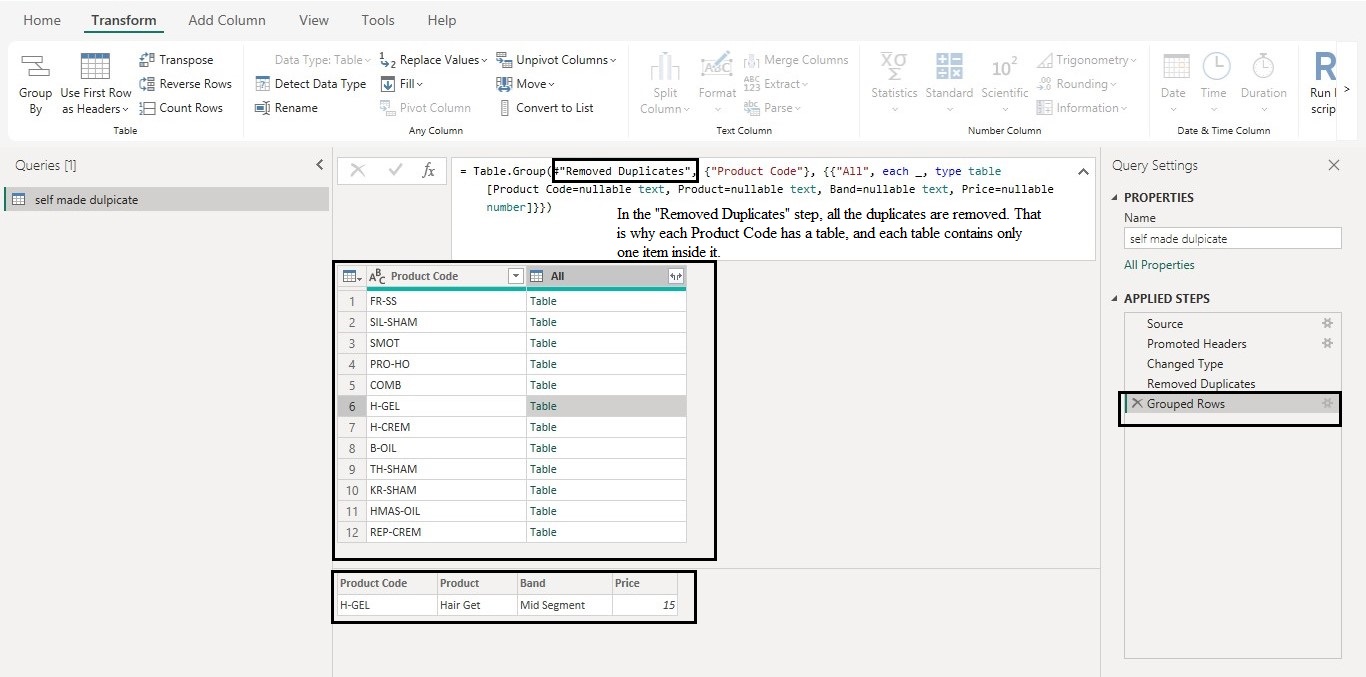 Home Transform Add Column View Tools Help
Group By
Use First Row as Headers
Transpose
Reverse Rows
Count Rows
Table
Data Type: Table
Detect Data Type
Rename
Replace Values
Fill
Pivot Column
Unpivot Columns
Move
Convert to List
Any Column
Split Column
Format
ABC
Merge Columns
ABC 123 Extract
abc Parse
Text Column
Statistics
Standard
Scientific
10²
Trigonometry
Rounding
Information
Number Column
Date
Time
Duration
Date & Time Column
R
Run
scrip
Queries [1]
self made dulpicate
fx
= Table.Group(#"Removed Duplicates", {"Product Code"}, {{"All", each _, type table
[Product Code=nullable text, Product=nullable text, Band=nullable text, Price=nullable
number]}})
In the "Removed Duplicates" step, all the duplicates are removed. That
is why each Product Code has a table, and each table contains only
one item inside it.
ABC Product Code All
1 FR-SS Table
2 SIL-SHAM Table
3 SMOT Table
4 PRO-HO Table
5 COMB Table
6 H-GEL Table
7 H-CREM Table
8 B-OIL Table
9 TH-SHAM Table
10 KR-SHAM Table
11 HMAS-OIL Table
12 REP-CREM Table
Product Code Product Band Price
H-GEL Hair Get Mid Segment 15
Query Settings
PROPERTIES
Name
self made dulpicate
All Properties
APPLIED STEPS
Source
Promoted Headers
Changed Type
Removed Duplicates
Grouped Rows